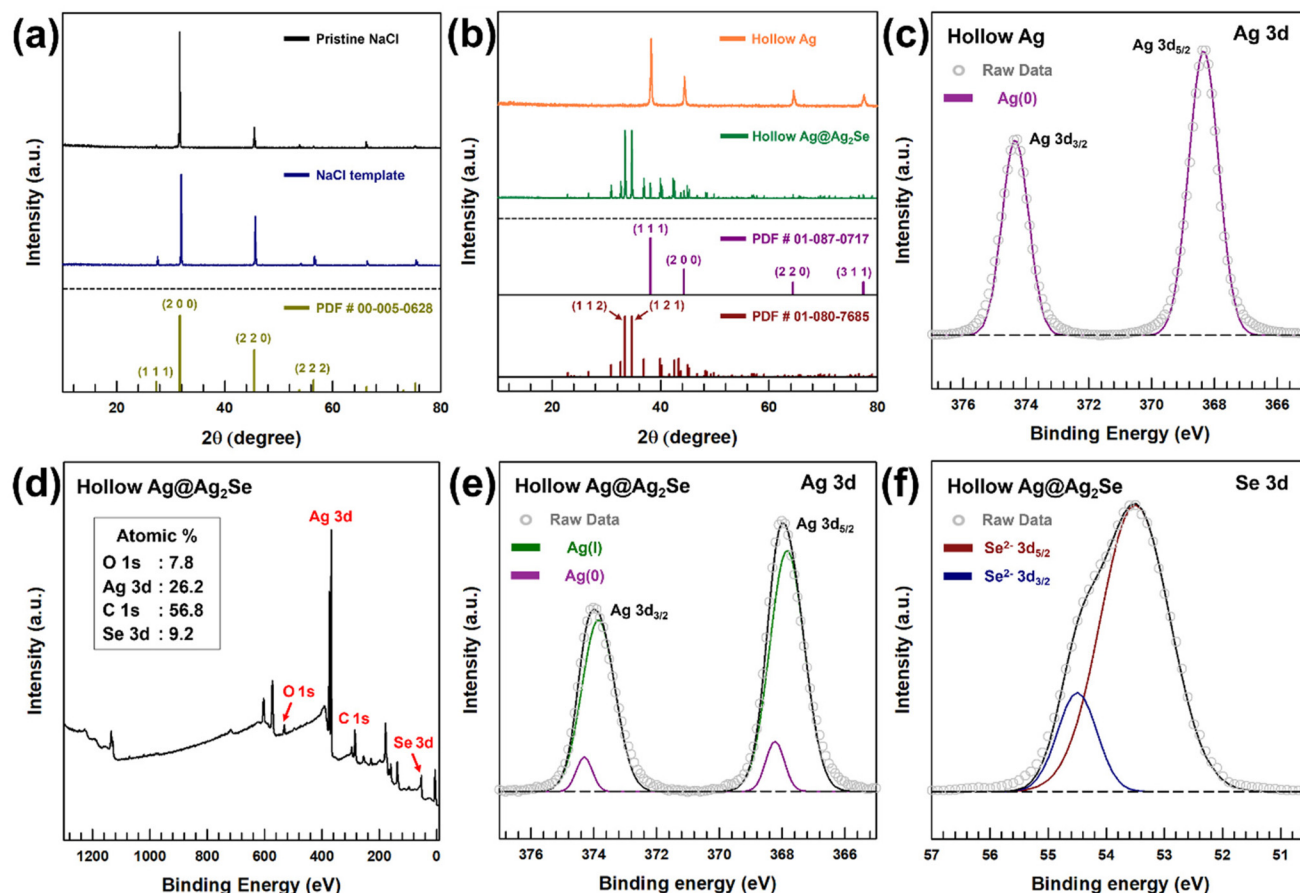 (a)
Pristine NaCl
NaCl template
PDF # 00-005-0628
(2 0 0)
(2 2 0)
(1 1 1)
(2 2 2)
Intensity (a.u.)
20 40 60 80
2θ (degree)
(b)
Hollow Ag
Hollow Ag@Ag₂Se
PDF # 01-087-0717
(1 1 1)
(2 0 0)
(2 2 0)
(3 1 1)
PDF # 01-080-7685
(1 1 2)
(1 2 1)
Intensity (a.u.)
20 40 60 80
2θ (degree)
(c)
Hollow Ag
Ag 3d
Raw Data
Ag(0)
Ag 3d₅/₂
Ag 3d₃/₂
Intensity (a.u.)
376 374 372 370 368 366
Binding Energy (eV)
(d)
Hollow Ag@Ag₂Se
Atomic %
O 1s : 7.8
Ag 3d : 26.2
C 1s : 56.8
Se 3d : 9.2
Ag 3d
O 1s
C 1s
Se 3d
Intensity (a.u.)
1200 1000 800 600 400 200 0
Binding Energy (eV)
(e)
Hollow Ag@Ag₂Se
Ag 3d
Raw Data
Ag(I)
Ag(0)
Ag 3d₅/₂
Ag 3d₃/₂
Intensity (a.u.)
376 374 372 370 368 366
Binding energy (eV)
(f)
Hollow Ag@Ag₂Se
Se 3d
Raw Data
Se²⁻ 3d₅/₂
Se²⁻ 3d₃/₂
Intensity (a.u.)
57 56 55 54 53 52 51
Binding energy (eV)